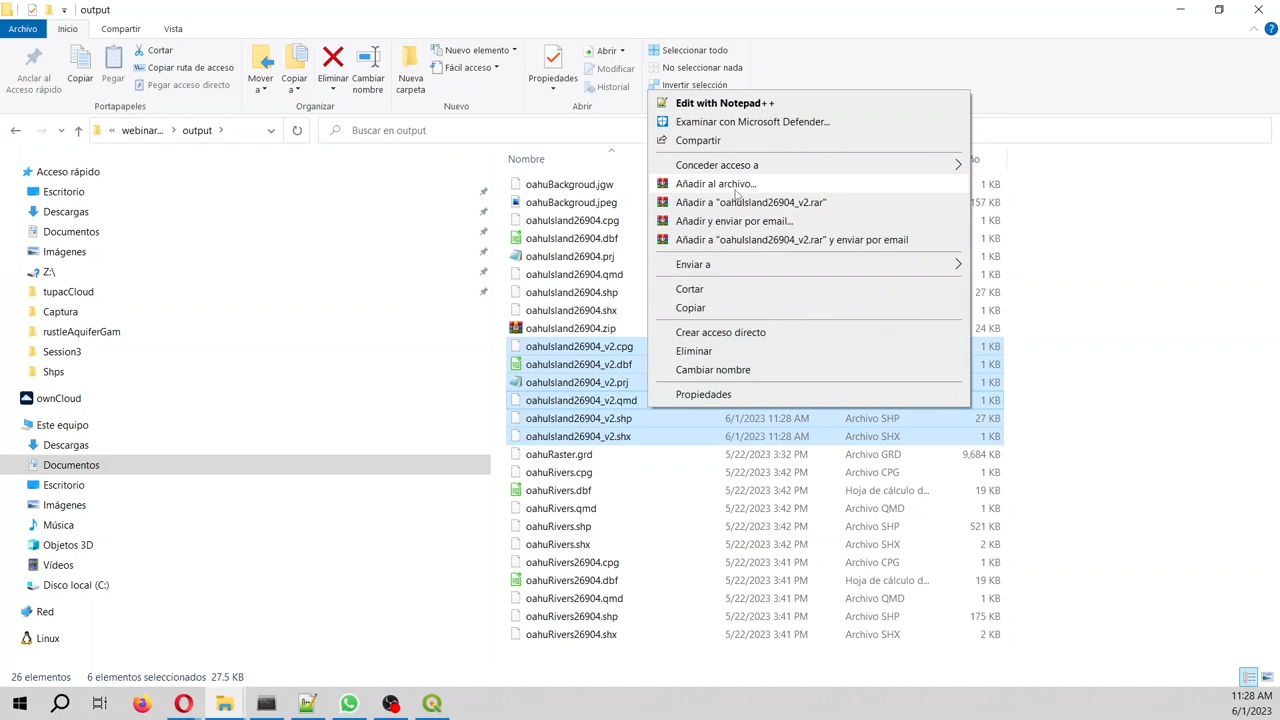 output
Archivo
Inicio
Compartir
Vista
Anclar al
Acceso rápido
Copiar
Pegar
Cortar
Copiar ruta de acceso
Pegar acceso directo
Portapapeles
Mover
a
Copiar
a
Eliminar
Cambiar
nombre
Organizar
Nueva
carpeta
Nuevo elemento
Fácil acceso
Nuevo
Propiedades
Abrir
Modificar
Historial
Abrir
Seleccionar todo
No seleccionar nada
Invertir selección
« webinar... > output
Buscar en output
Acceso rápido
Escritorio
Descargas
Documentos
Imágenes
Z:\
tupacCloud
Captura
rustleAquiferGam
Session3
Shps
ownCloud
Este equipo
Descargas
Documentos
Escritorio
Imágenes
Música
Objetos 3D
Vídeos
Disco local (C:)
Red
Linux
Nombre
oahuBackgroud.jgw 1 KB
oahuBackgroud.jpeg 157 KB
oahuIsland26904.cpg 1 KB
oahuIsland26904.dbf 1 KB
oahuIsland26904.prj 1 KB
oahuIsland26904.qmd 1 KB
oahuIsland26904.shp 27 KB
oahuIsland26904.shx 1 KB
oahuIsland26904.zip 24 KB
oahuIsland26904_v2.cpg 1 KB
oahuIsland26904_v2.dbf 1 KB
oahuIsland26904_v2.prj 1 KB
oahuIsland26904_v2.qmd 1 KB
oahuIsland26904_v2.shp 6/1/2023 11:28 AM Archivo SHP 27 KB
oahuIsland26904_v2.shx 6/1/2023 11:28 AM Archivo SHX 1 KB
oahuRaster.grd 5/22/2023 3:32 PM Archivo GRD 9,684 KB
oahuRivers.cpg 5/22/2023 3:42 PM Archivo CPG 1 KB
oahuRivers.dbf 5/22/2023 3:42 PM Hoja de cálculo d... 19 KB
oahuRivers.qmd 5/22/2023 3:42 PM Archivo QMD 1 KB
oahuRivers.shp 5/22/2023 3:42 PM Archivo SHP 521 KB
oahuRivers.shx 5/22/2023 3:42 PM Archivo SHX 2 KB
oahuRivers26904.cpg 5/22/2023 3:41 PM Archivo CPG 1 KB
oahuRivers26904.dbf 5/22/2023 3:41 PM Hoja de cálculo d... 19 KB
oahuRivers26904.qmd 5/22/2023 3:41 PM Archivo QMD 1 KB
oahuRivers26904.shp 5/22/2023 3:41 PM Archivo SHP 175 KB
oahuRivers26904.shx 5/22/2023 3:41 PM Archivo SHX 2 KB
Edit with Notepad++
Examinar con Microsoft Defender...
Compartir
Conceder acceso a
Añadir al archivo...
Añadir a "oahuIsland26904_v2.rar"
Añadir y enviar por email...
Añadir a "oahuIsland26904_v2.rar" y enviar por email
Enviar a
Cortar
Copiar
Crear acceso directo
Eliminar
Cambiar nombre
Propiedades
26 elementos 6 elementos seleccionados 27.5 KB
11:28 AM
6/1/2023